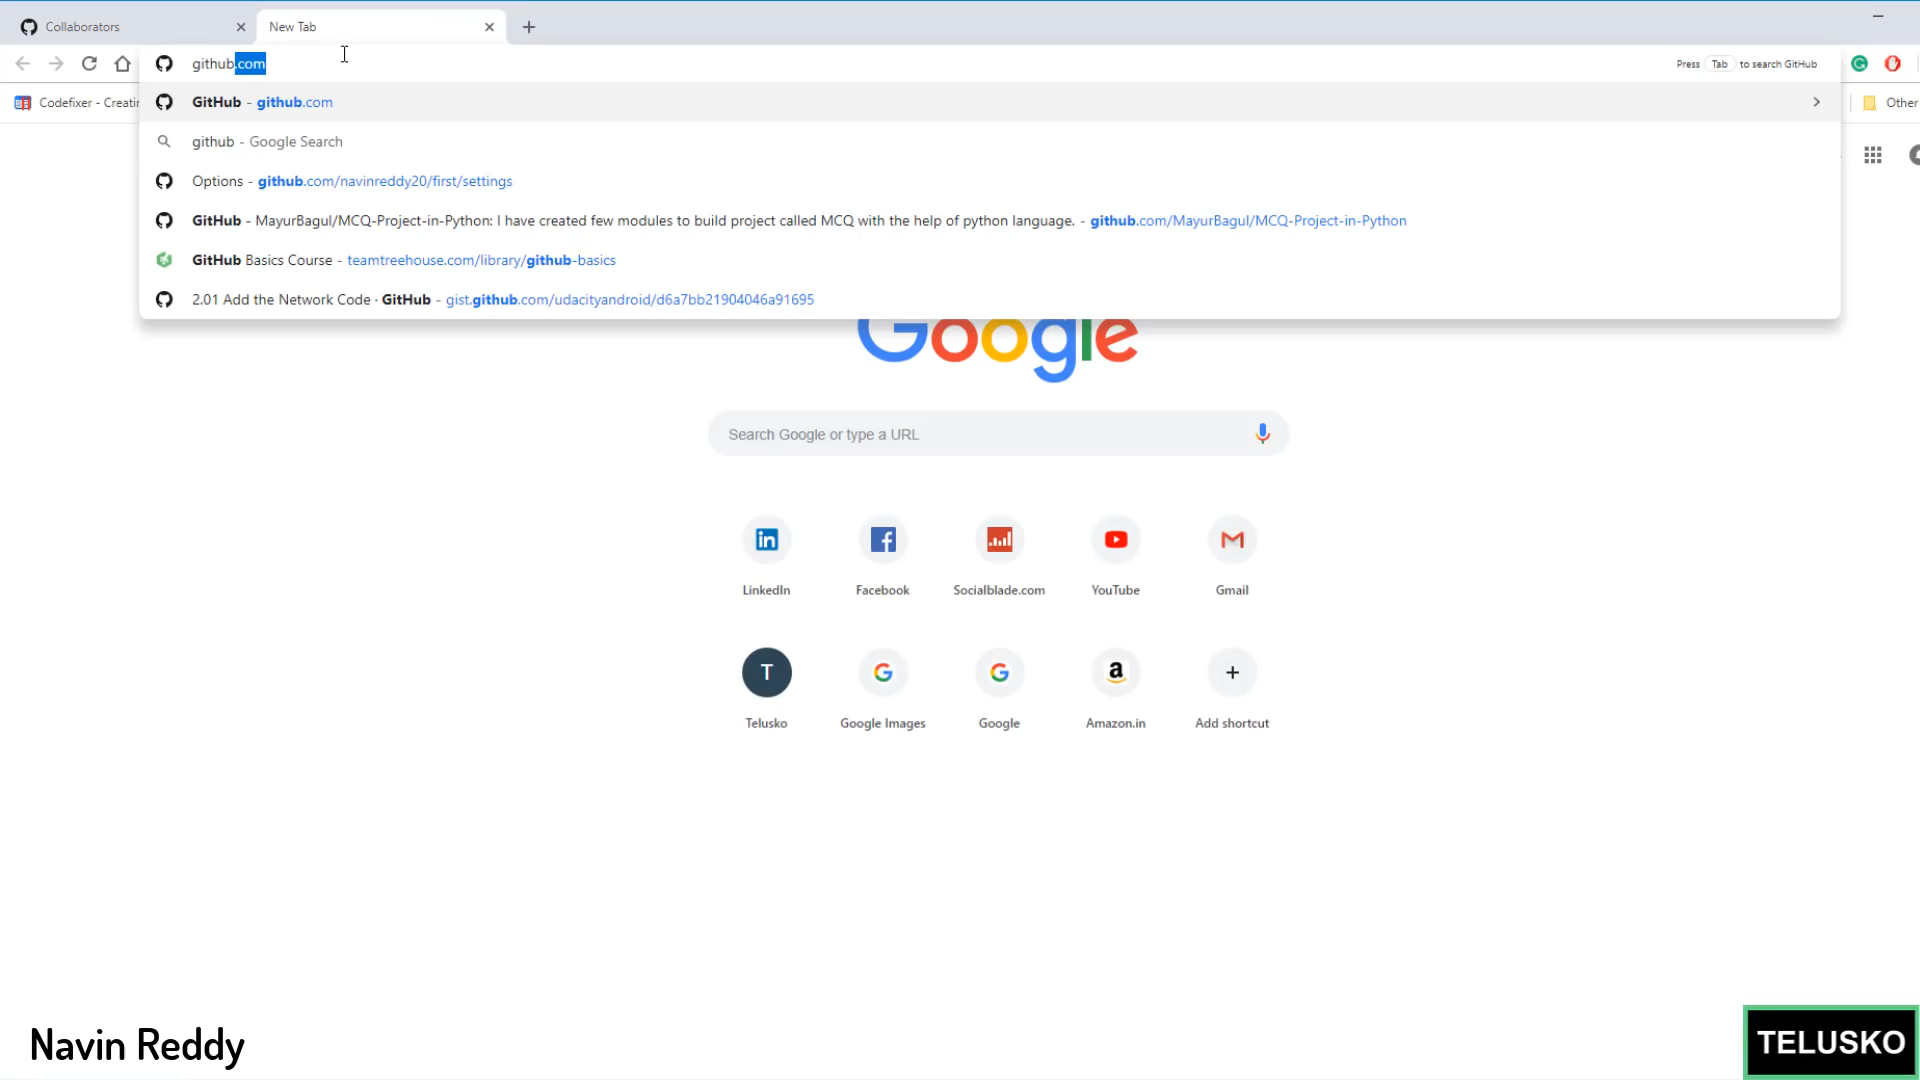 Collaborators
New Tab
github.com
Press Tab to search GitHub
Codefixer - Creatin
GitHub - github.com
Other
github - Google Search
Options - github.com/navinreddy20/first/settings
GitHub - MayurBagul/MCQ-Project-in-Python: I have created few modules to build project called MCQ with the help of python language. - github.com/MayurBagul/MCQ-Project-in-Python
GitHub Basics Course - teamtreehouse.com/library/github-basics
2.01 Add the Network Code · GitHub - gist.github.com/udacityandroid/d6a7bb21904046a91695
Google
Search Google or type a URL
LinkedIn
Facebook
Socialblade.com
YouTube
Gmail
T
Telusko
Google Images
Google
Amazon.in
Add shortcut
Navin Reddy
TELUSKO